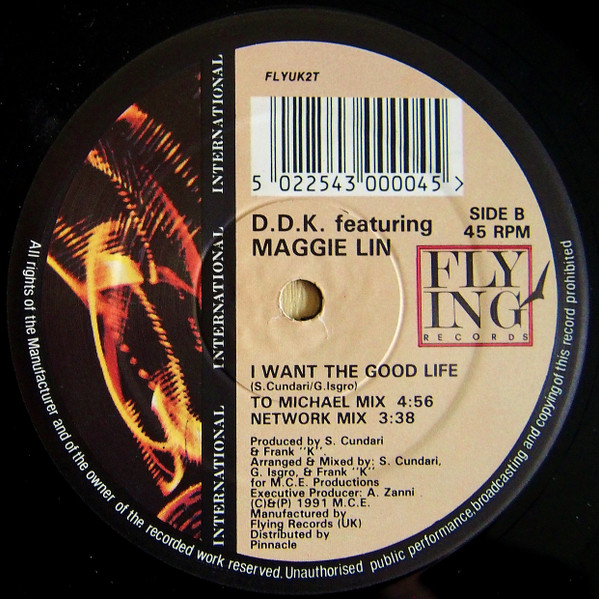 FLYUK2T
5 022543 000045 >
D.D.K. featuring
MAGGIE LIN
SIDE B
45 RPM
FLY
ING
RECORDS
I WANT THE GOOD LIFE
(S.Cundari/G.Isgro)
TO MICHAEL MIX 4:56
NETWORK MIX 3:38
Produced by S. Cundari
& Frank "K".
Arranged & Mixed by: S. Cundari,
G. Isgro, & Frank "K"
for M.C.E. Productions
Executive Producer: A. Zanni
(C)&(P) 1991 M.C.E.
Manufactured by
Flying Records (UK)
Distributed by
Pinnacle
INTERNATIONAL
INTERNATIONAL
INTERNATIONAL
All rights of the Manufacturer and of the owner of the recorded work reserved. Unauthorised public performance, broadcasting and copying of this record prohibited